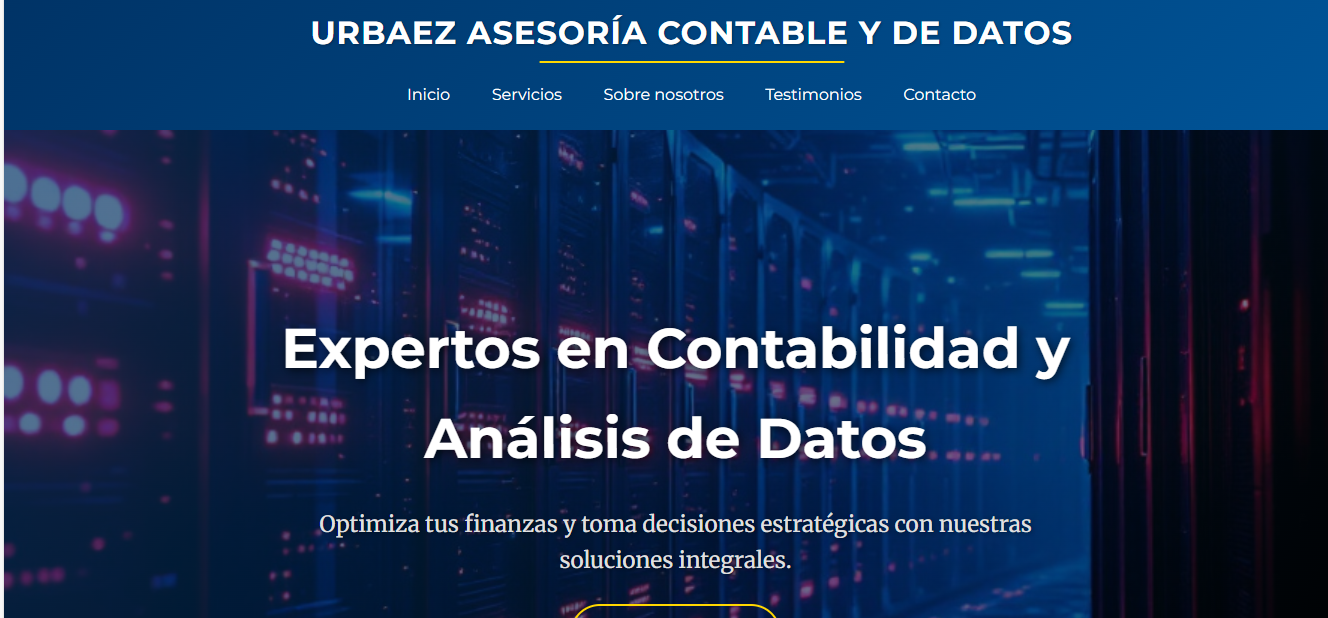 URBAEZ ASESORÍA CONTABLE Y DE DATOS
Inicio Servicios Sobre nosotros Testimonios Contacto
Expertos en Contabilidad y
Análisis de Datos
Optimiza tus finanzas y toma decisiones estratégicas con nuestras
soluciones integrales.